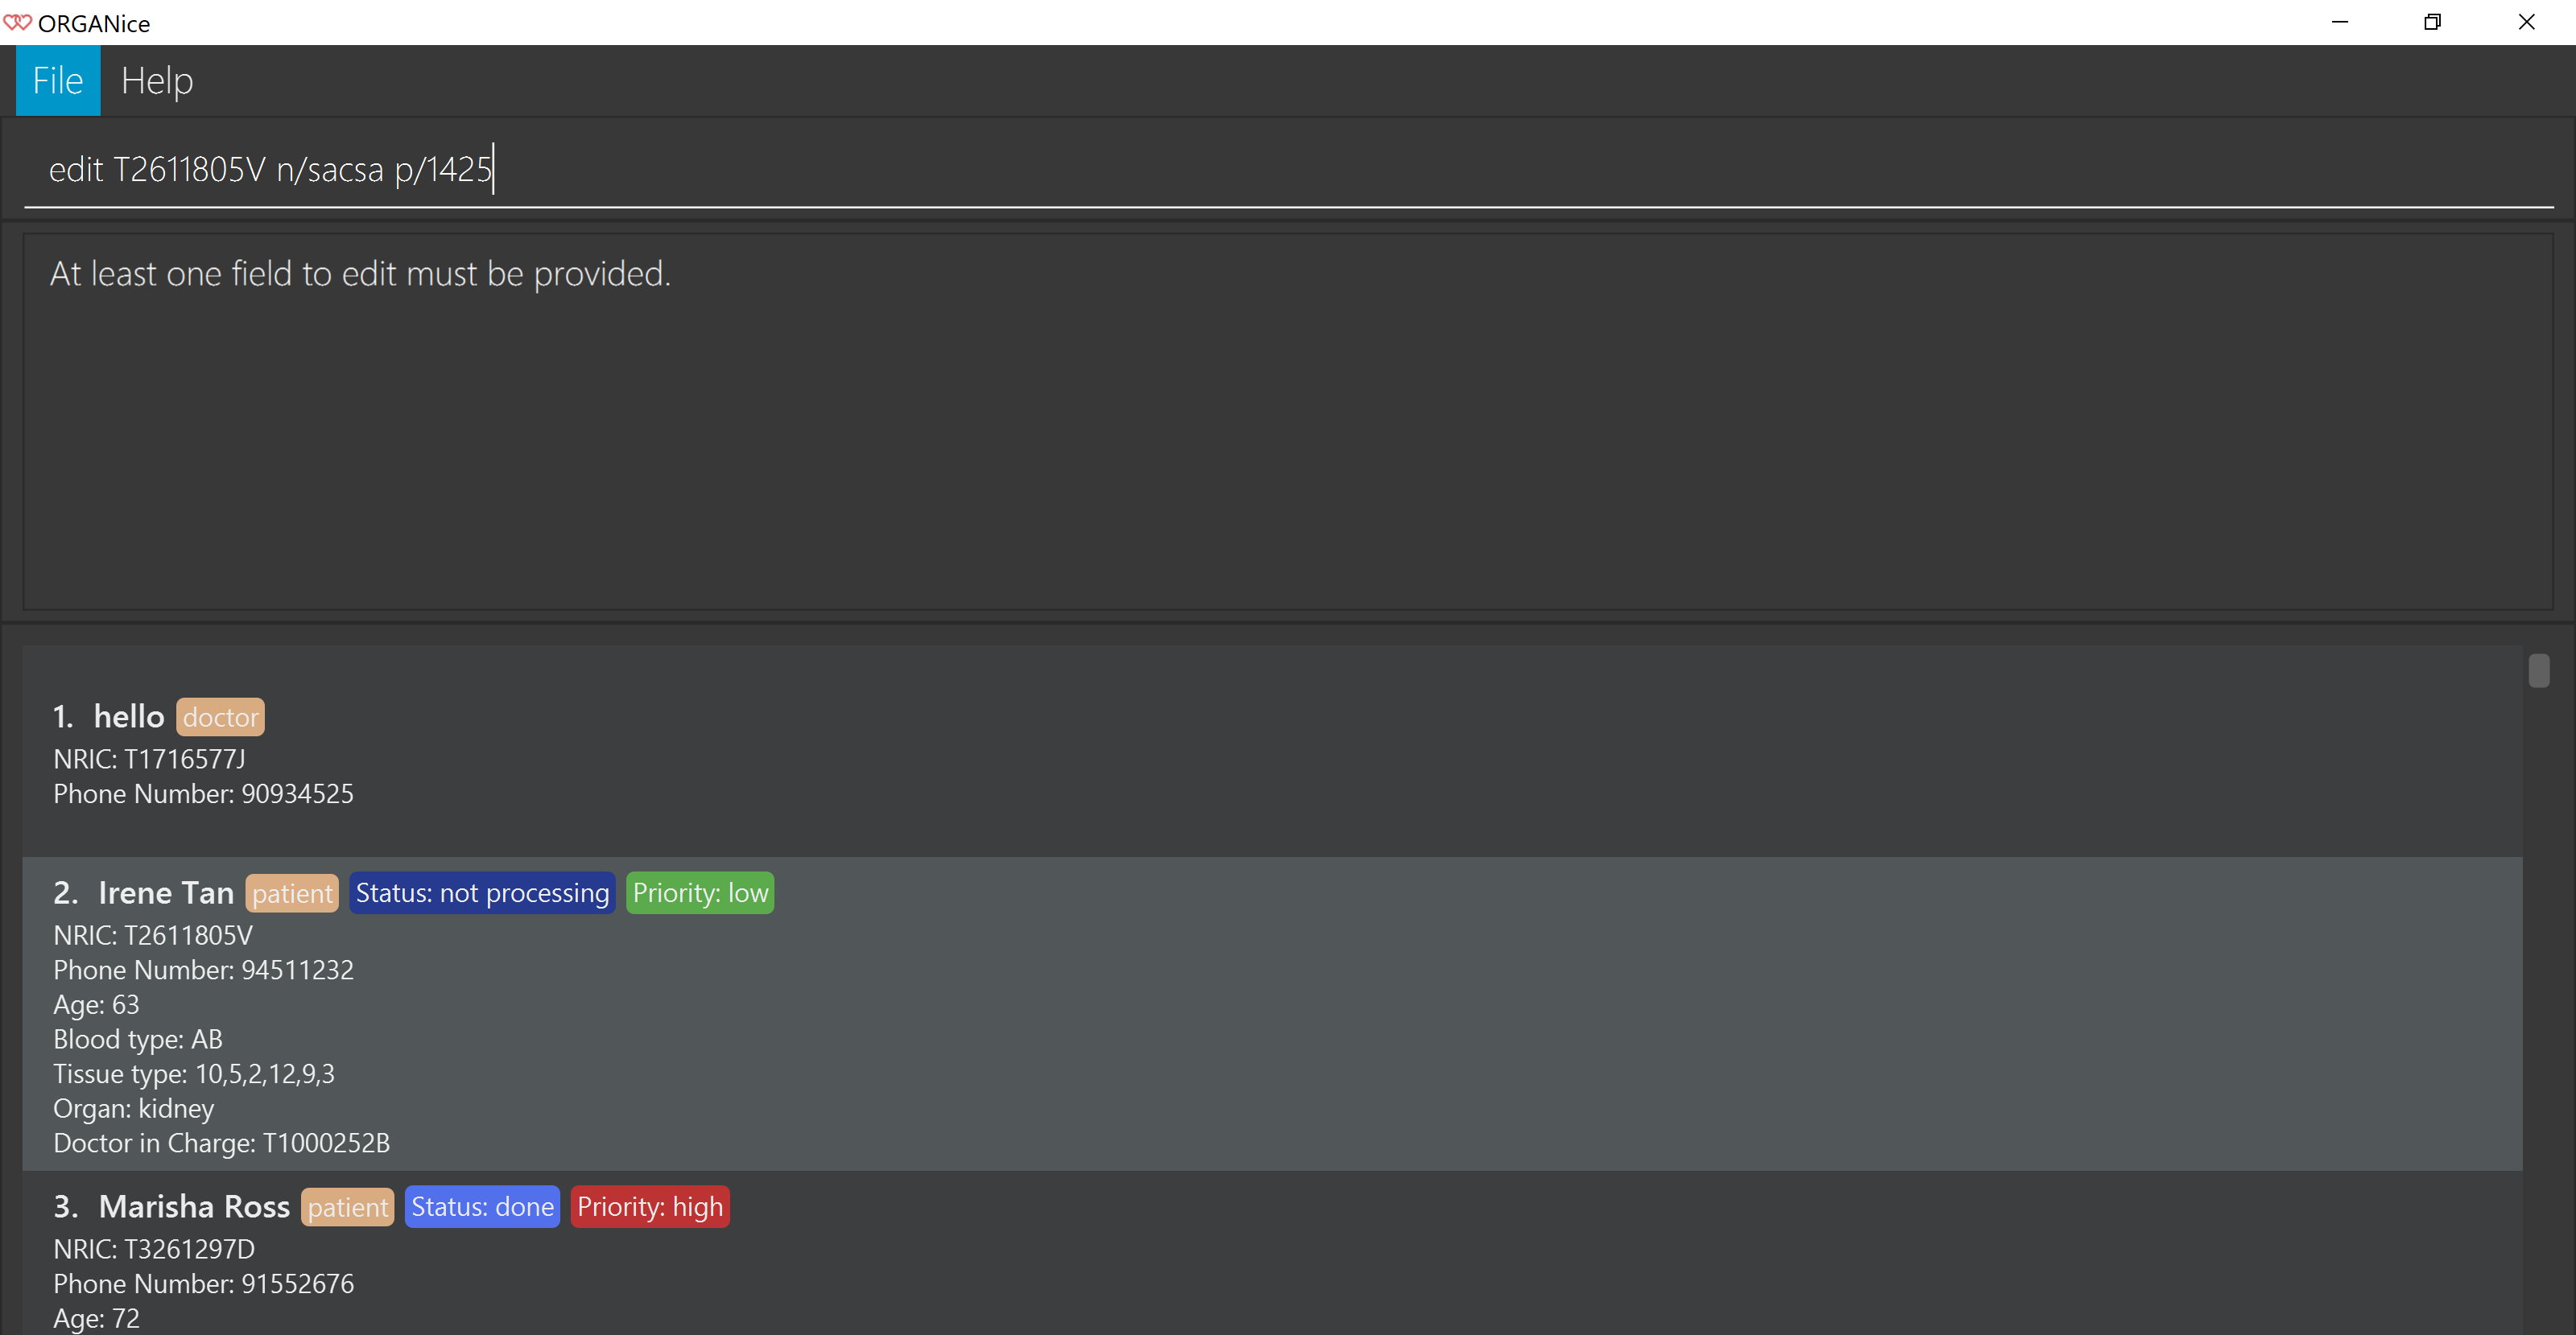 ORGANice
File Help
edit T2611805V n/sacsa p/1425
At least one field to edit must be provided.
1. hello doctor
NRIC: T1716577J
Phone Number: 90934525
2. Irene Tan patient Status: not processing Priority: low
NRIC: T2611805V
Phone Number: 94511232
Age: 63
Blood type: AB
Tissue type: 10,5,2,12,9,3
Organ: kidney
Doctor in Charge: T1000252B
3. Marisha Ross patient Status: done Priority: high
NRIC: T3261297D
Phone Number: 91552676
Age: 72